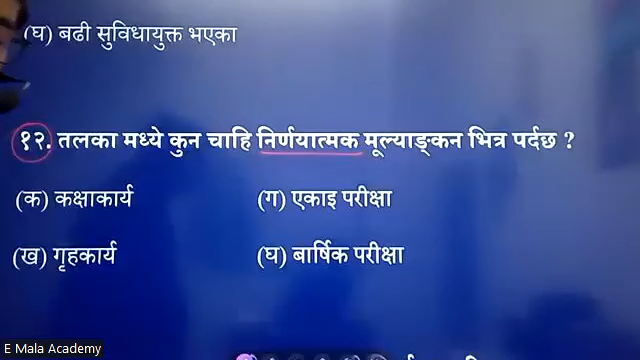 (घ) बढी सुविधायुक्त भएका
१२. तलका मध्ये कुन चाहि निर्णयात्मक मूल्याङ्कन भित्र पर्दछ ?
(क) कक्षाकार्य (ग) एकाइ परीक्षा
(ख) गृहकार्य (घ) बार्षिक परीक्षा
E Mala Academy